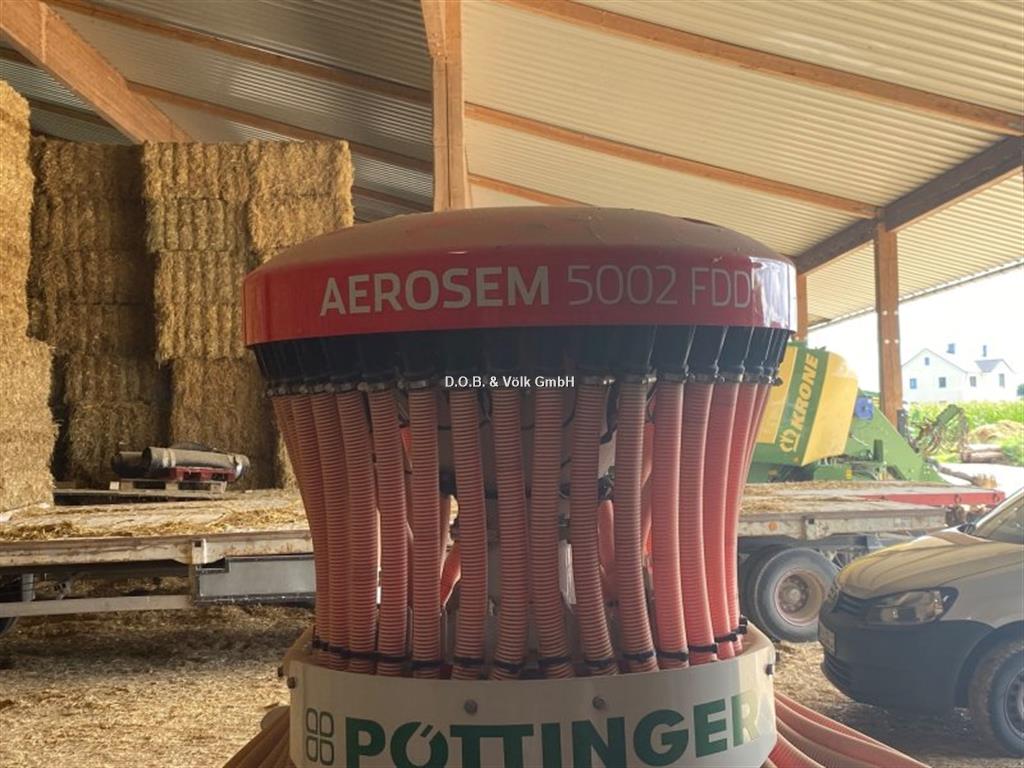 AEROSEM 5002 FDD
D.O.B. & Völk GmbH
KRONE
PÖTTINGER